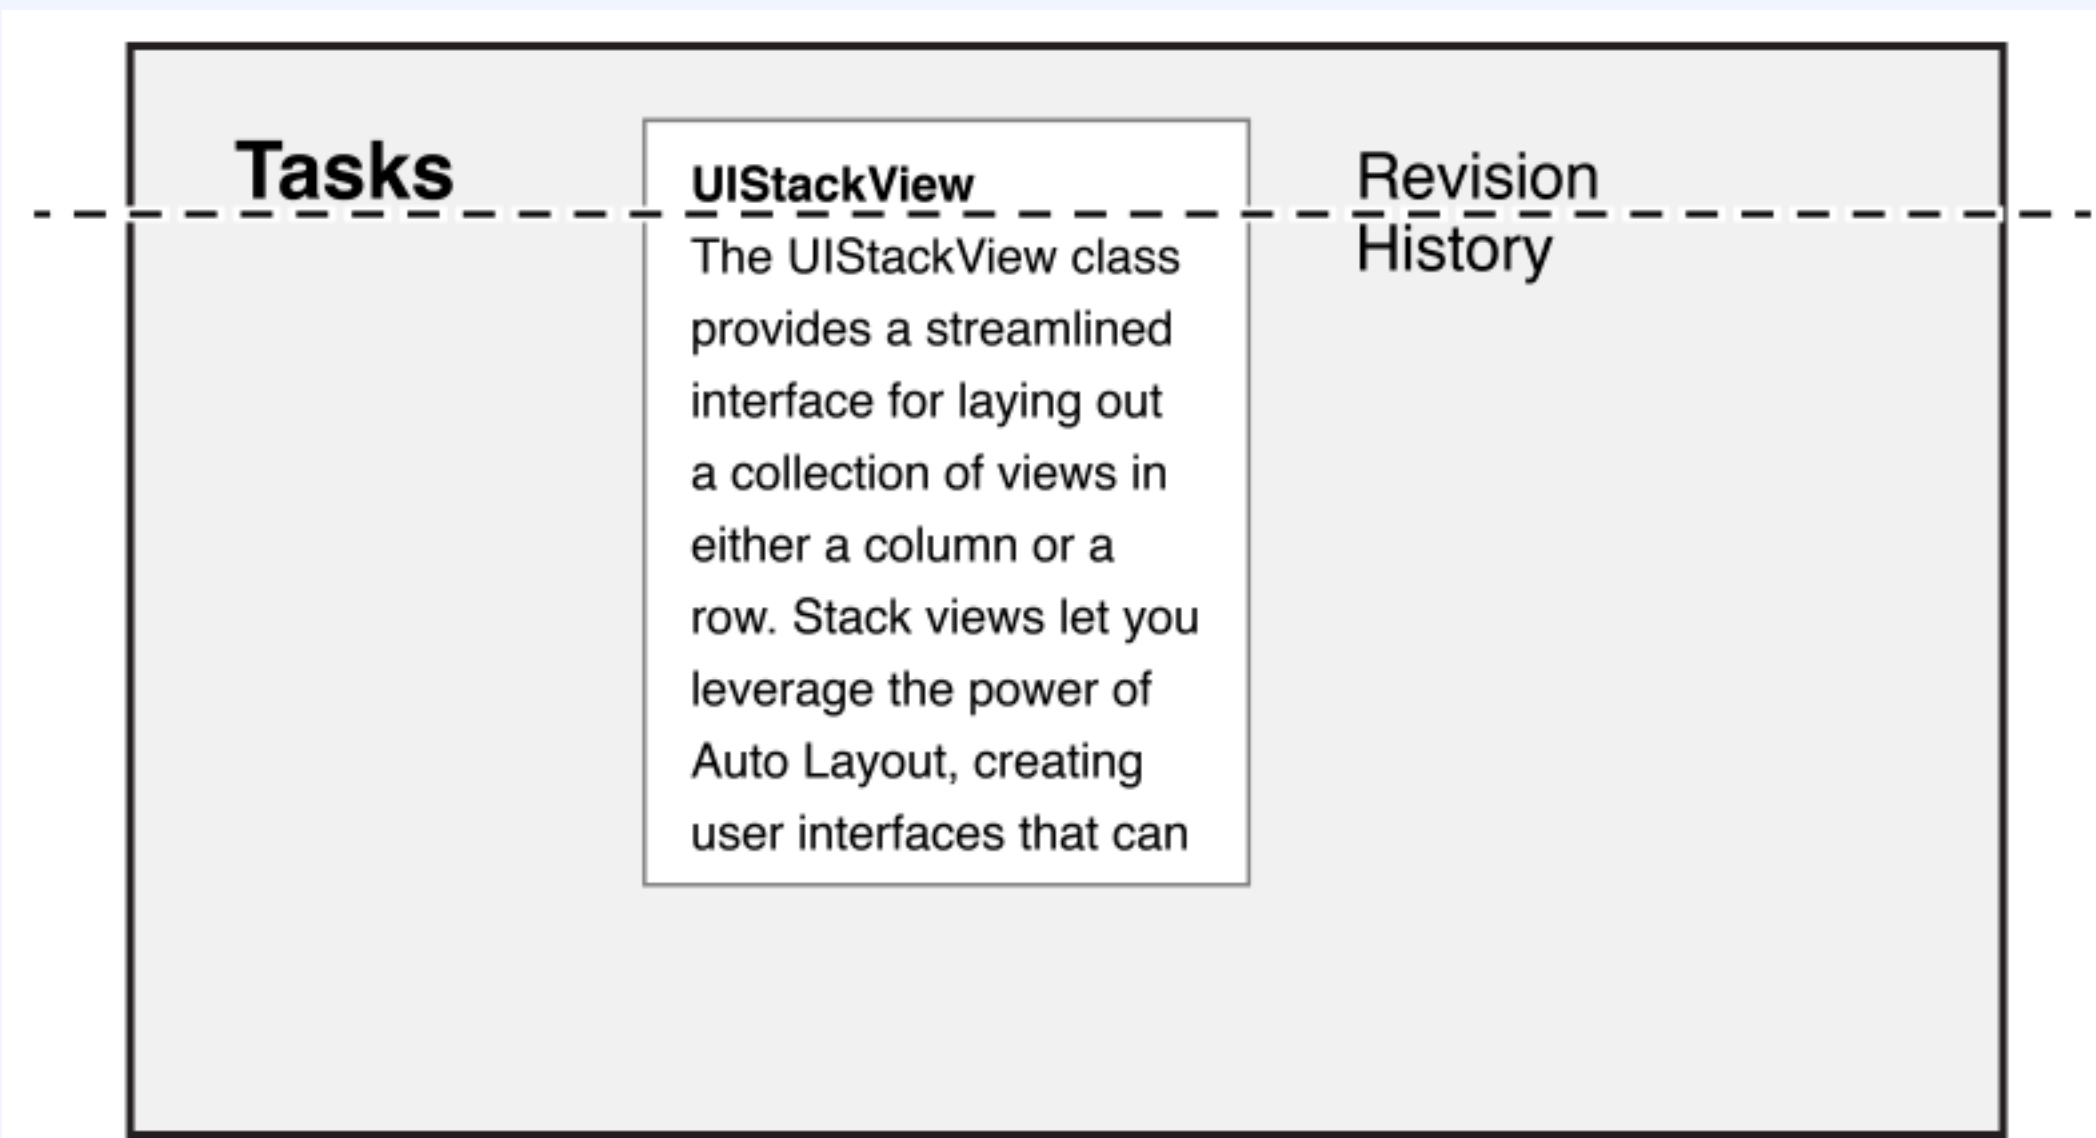 Tasks
UIStackView
The UIStackView class
provides a streamlined
interface for laying out
a collection of views in
either a column or a
row. Stack views let you
leverage the power of
Auto Layout, creating
user interfaces that can
Revision
History